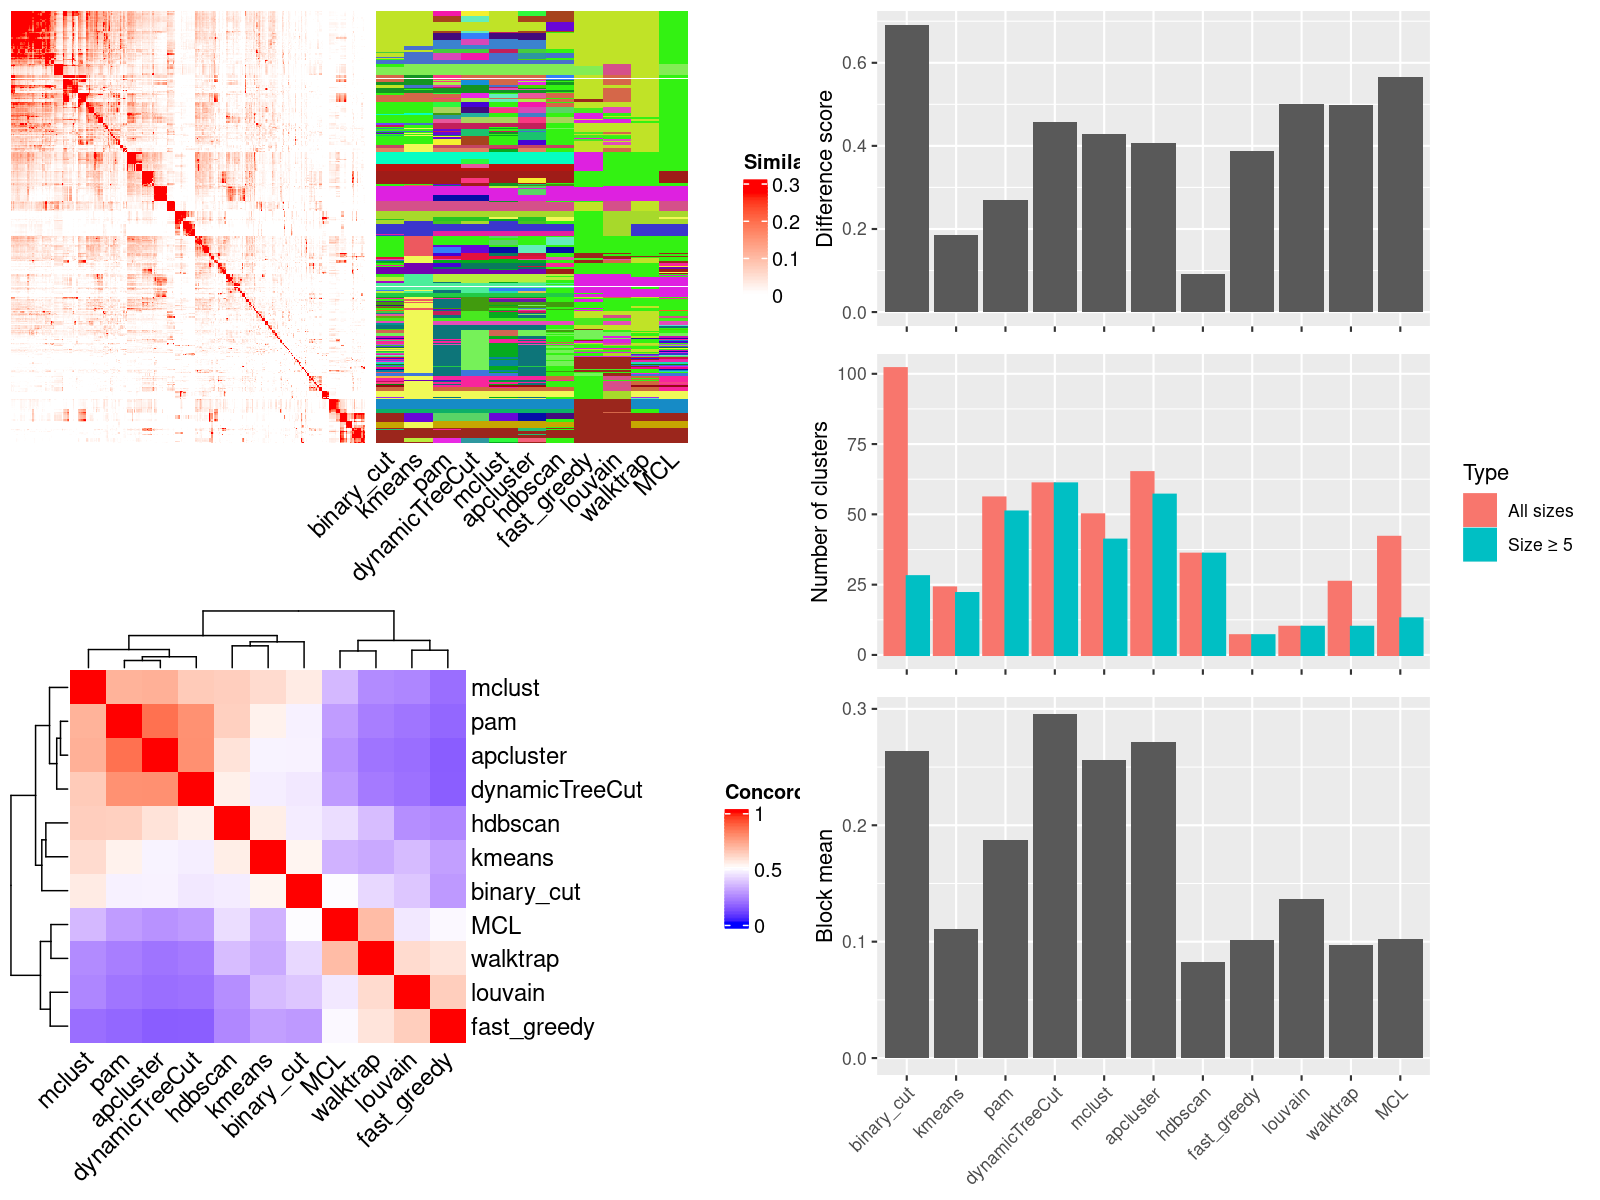 Simila
0.3
0.2
0.1
0
binary_cut
kmeans
pam
dynamicTreeCut
mclust
apcluster
hdbscan
fast_greedy
louvain
walktrap
MCL
mclust
pam
apcluster
dynamicTreeCut
hdbscan
kmeans
binary_cut
MCL
walktrap
louvain
fast_greedy
Concord
1
0.5
0
mclust
pam
apcluster
dynamicTreeCut
hdbscan
kmeans
binary_cut
MCL
walktrap
louvain
fast_greedy
Difference score
0.6
0.4
0.2
0.0
Number of clusters
100
75
50
25
0
Type
All sizes
Size ≥ 5
Block mean
0.3
0.2
0.1
0.0
binary_cut
kmeans
pam
dynamicTreeCut
mclust
apcluster
hdbscan
fast_greedy
louvain
walktrap
MCL